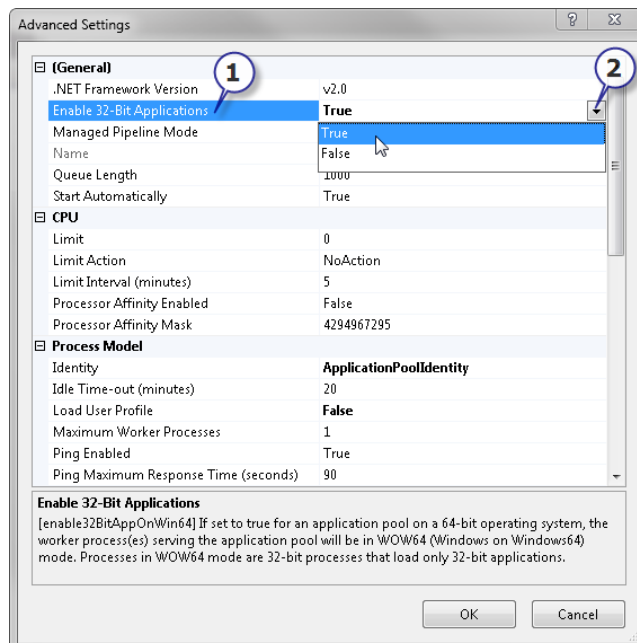 Advanced Settings
(General)
1
2
.NET Framework Version v2.0
Enable 32-Bit Applications True
Managed Pipeline Mode True
Name False
Queue Length 1000
Start Automatically True
CPU
Limit 0
Limit Action NoAction
Limit Interval (minutes) 5
Processor Affinity Enabled False
Processor Affinity Mask 4294967295
Process Model
Identity ApplicationPoolIdentity
Idle Time-out (minutes) 20
Load User Profile False
Maximum Worker Processes 1
Ping Enabled True
Ping Maximum Response Time (seconds) 90
Enable 32-Bit Applications
[enable32BitAppOnWin64] If set to true for an application pool on a 64-bit operating system, the
worker process(es) serving the application pool will be in WOW64 (Windows on Windows64)
mode. Processes in WOW64 mode are 32-bit processes that load only 32-bit applications.
OK Cancel